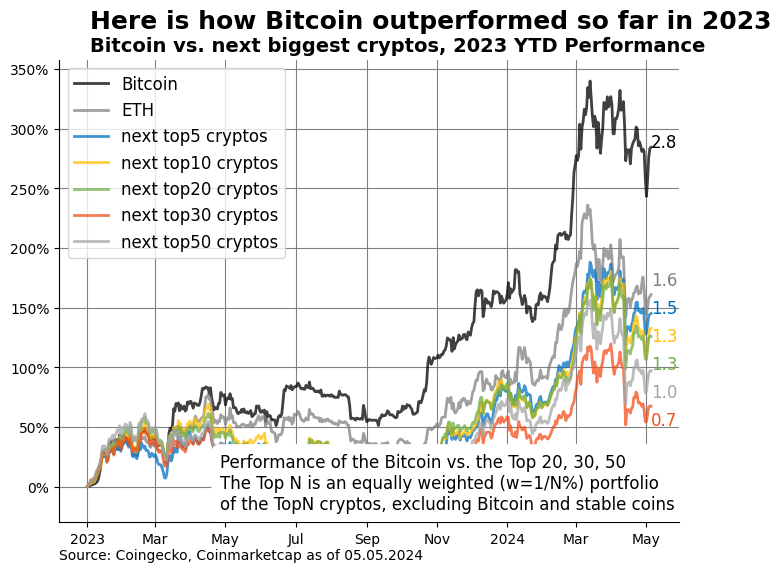 Here is how Bitcoin outperformed so far in 2023
Bitcoin vs. next biggest cryptos, 2023 YTD Performance
350%
300%
250%
200%
150%
100%
50%
0%
Bitcoin
ETH
next top5 cryptos
next top10 cryptos
next top20 cryptos
next top30 cryptos
next top50 cryptos
2.8
1.6
1.5
1.3
1.3
1.0
0.7
Performance of the Bitcoin vs. the Top 20, 30, 50
The Top N is an equally weighted (w=1/N%) portfolio
of the TopN cryptos, excluding Bitcoin and stable coins
2023 Mar May Jul Sep Nov 2024 Mar May
Source: Coingecko, Coinmarketcap as of 05.05.2024